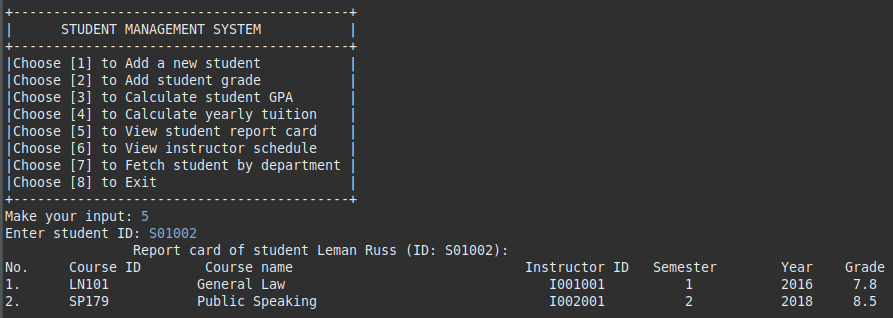 +------------------------------------------+
|      STUDENT MANAGEMENT SYSTEM           |
+------------------------------------------+
|Choose [1] to Add a new student           |
|Choose [2] to Add student grade           |
|Choose [3] to Calculate student GPA       |
|Choose [4] to Calculate yearly tuition    |
|Choose [5] to View student report card    |
|Choose [6] to View instructor schedule    |
|Choose [7] to Fetch student by department |
|Choose [8] to Exit                        |
+------------------------------------------+
Make your input: 5
Enter student ID: S01002
                Report card of student Leman Russ (ID: S01002):
No.     Course ID        Course name                             Instructor ID   Semester        Year    Grade
1.      LN101           General Law                                 I001001          1           2016     7.8
2.      SP179           Public Speaking                             I002001          2           2018     8.5